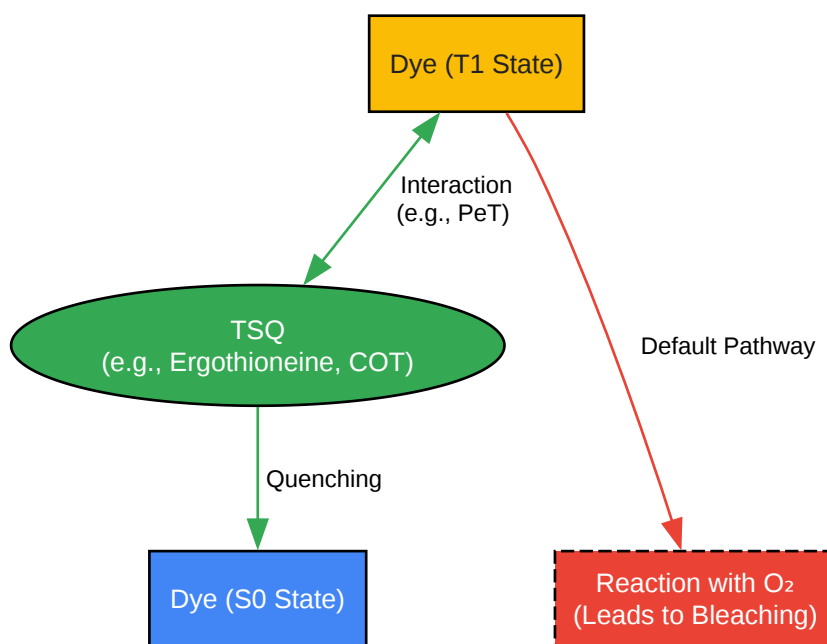 Dye (T1 State)
Interaction
(e.g., PeT)
TSQ
(e.g., Ergothioneine, COT)
Default Pathway
Quenching
Dye (S0 State)
Reaction with O₂
(Leads to Bleaching)